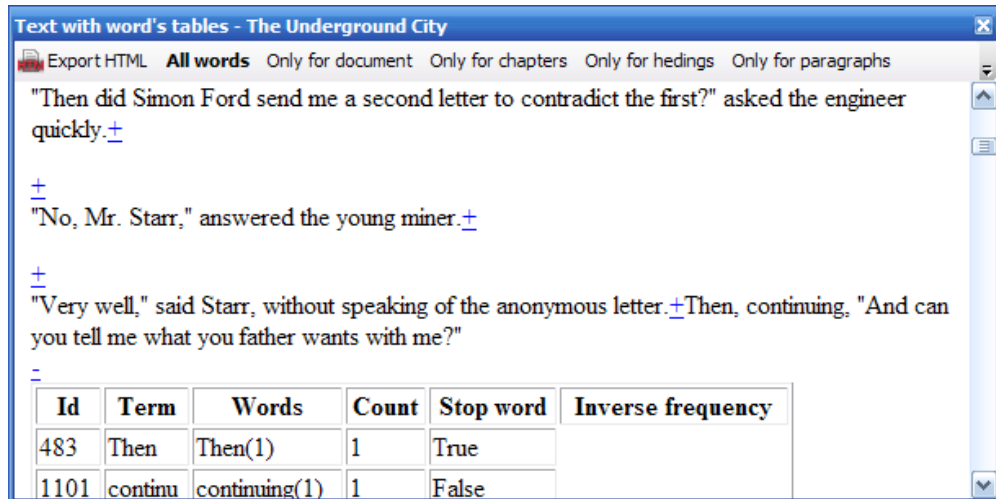 Text with word's tables - The Underground City
Export HTML All words Only for document Only for chapters Only for hedings Only for paragraphs
"Then did Simon Ford send me a second letter to contradict the first?" asked the engineer
quickly.+
+
"No, Mr. Starr," answered the young miner.+
+
"Very well," said Starr, without speaking of the anonymous letter.+Then, continuing, "And can
you tell me what you father wants with me?"
-
Id Term Words Count Stop word Inverse frequency
483 Then Then(1) 1 True
1101 continu continuing(1) 1 False